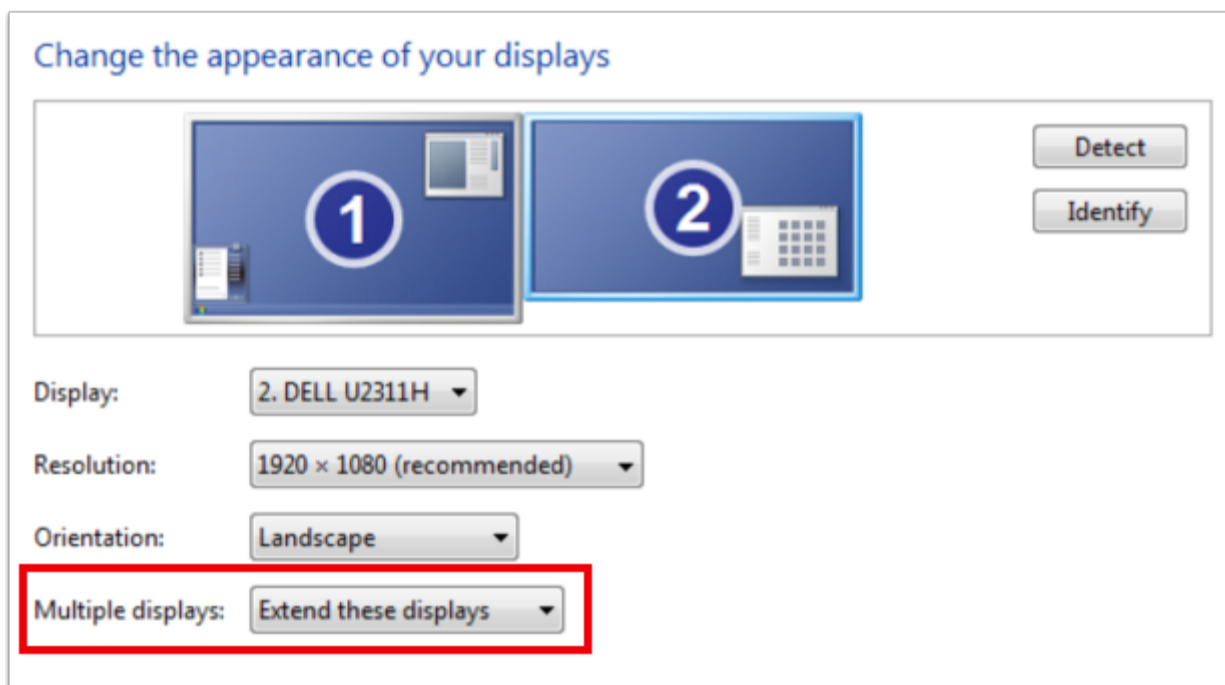 Change the appearance of your displays
1
2
Detect
Identify
Display: 2. DELL U2311H
Resolution: 1920 × 1080 (recommended)
Orientation: Landscape
Multiple displays: Extend these displays